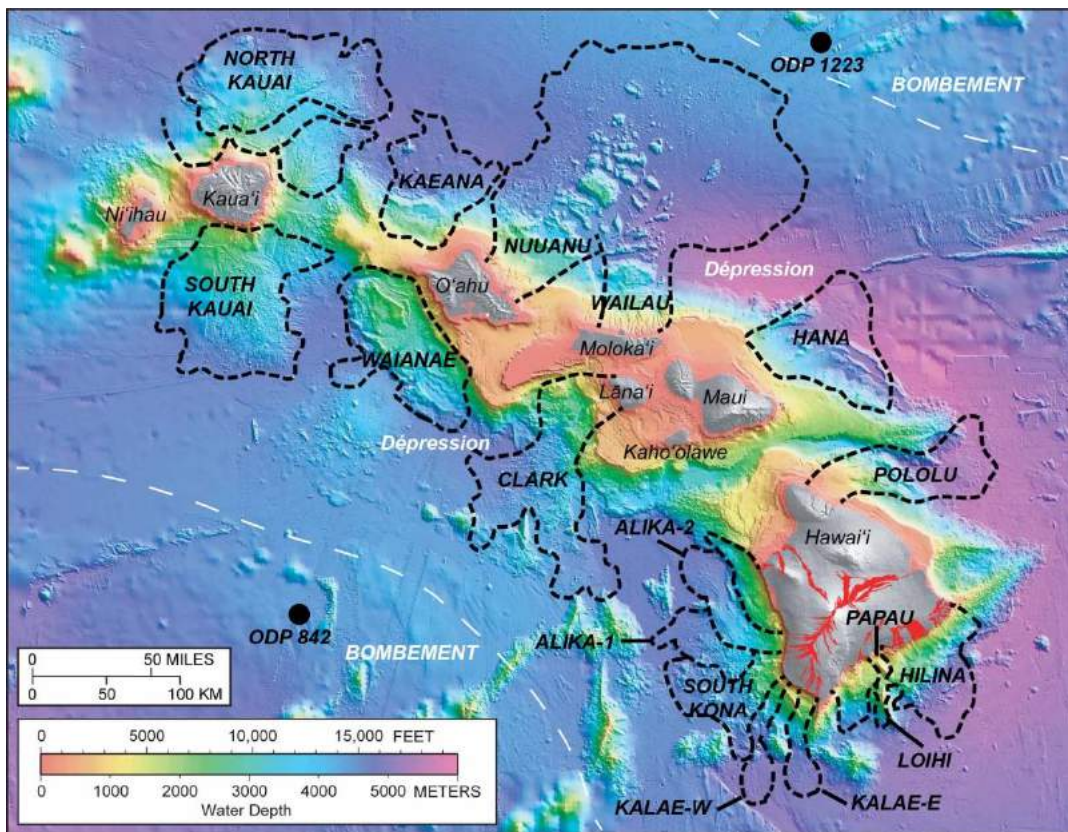 NORTH
KAUAI
ODP 1223
BOMBEMENT
KAEANA
Ni'ihau
Kaua'i
NUUANU
Dépression
SOUTH
KAUAI
O'ahu
WAILAU
HANA
WAIANAE
Moloka'i
Lāna'i
Maui
Dépression
Kaho'olawe
CLARK
POLOLU
ALIKA-2
Hawai'i
ODP 842
PAPAU
ALIKA-1
BOMBEMENT
HILINA
SOUTH
KONA
LOIHI
KALAE-W
KALAE-E
0 50 MILES
0 50 100 KM
0 5000 10,000 15,000 FEET
0 1000 2000 3000 4000 5000 METERS
Water Depth